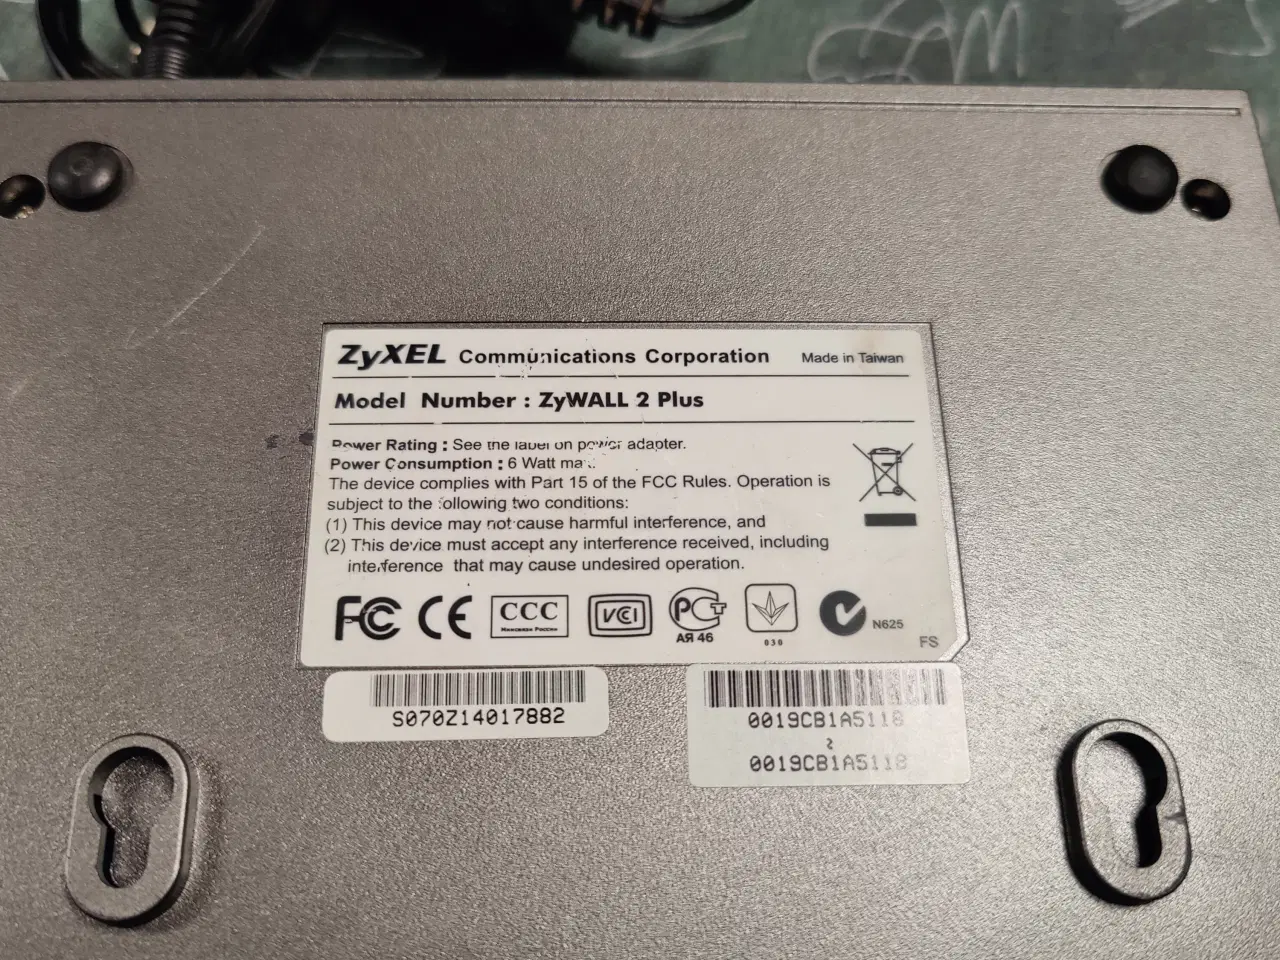 ZyXEL Communications Corporation Made in Taiwan
Model Number : ZyWALL 2 Plus
Power Rating : See the label on power adapter.
Power Consumption : 6 Watt max.
The device complies with Part 15 of the FCC Rules. Operation is
subject to the following two conditions:
(1) This device may not cause harmful interference, and
(2) This device must accept any interference received, including
interference that may cause undesired operation.
FC CE CCC VCI PCT N625
Минсвязи России АЯ 46 030 FS
S070Z14017882
0019CB1A5118
~
0019CB1A5118